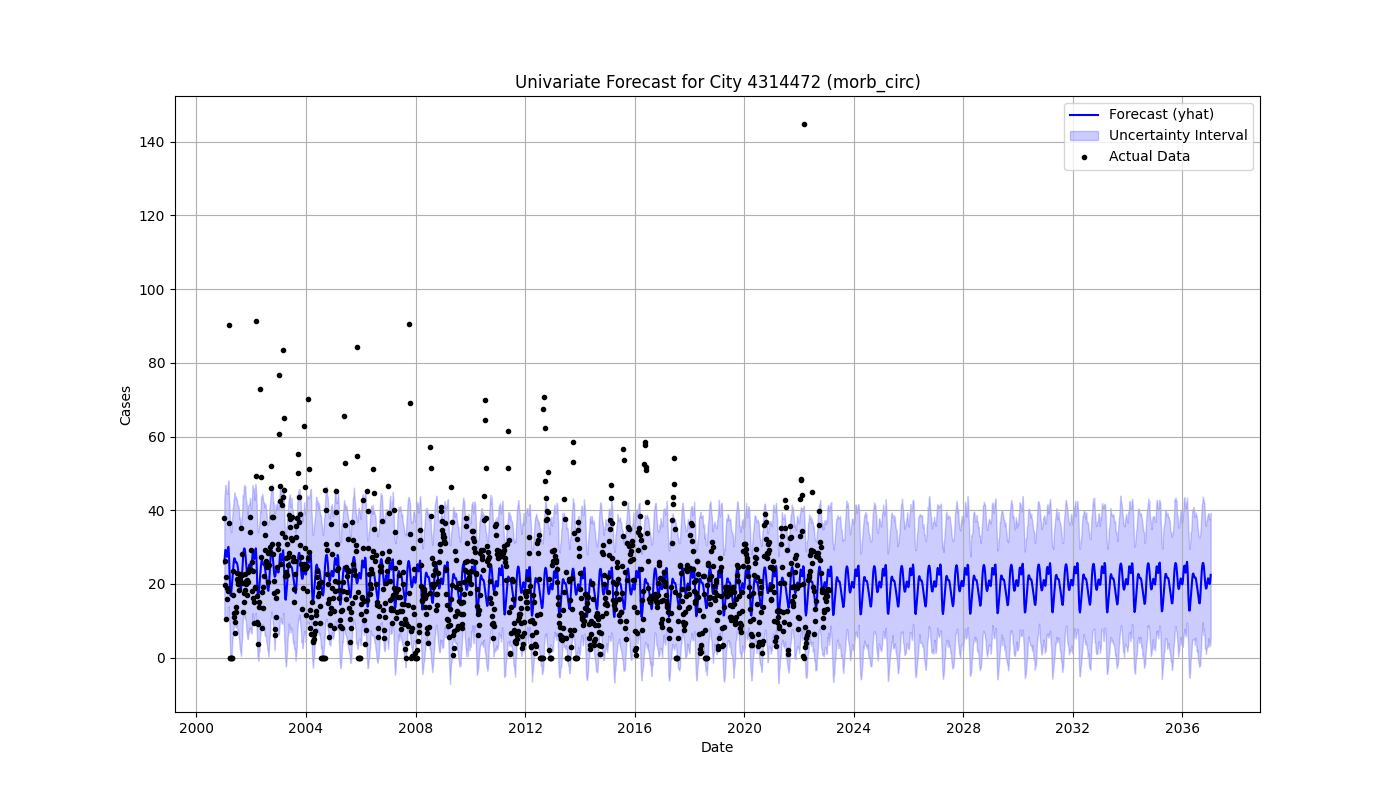 Univariate Forecast for City 4314472 (morb_circ)
Forecast (yhat)
Uncertainty Interval
Actual Data
140
120
100
80
60
40
20
0
Cases
2000 2004 2008 2012 2016 2020 2024 2028 2032 2036
Date